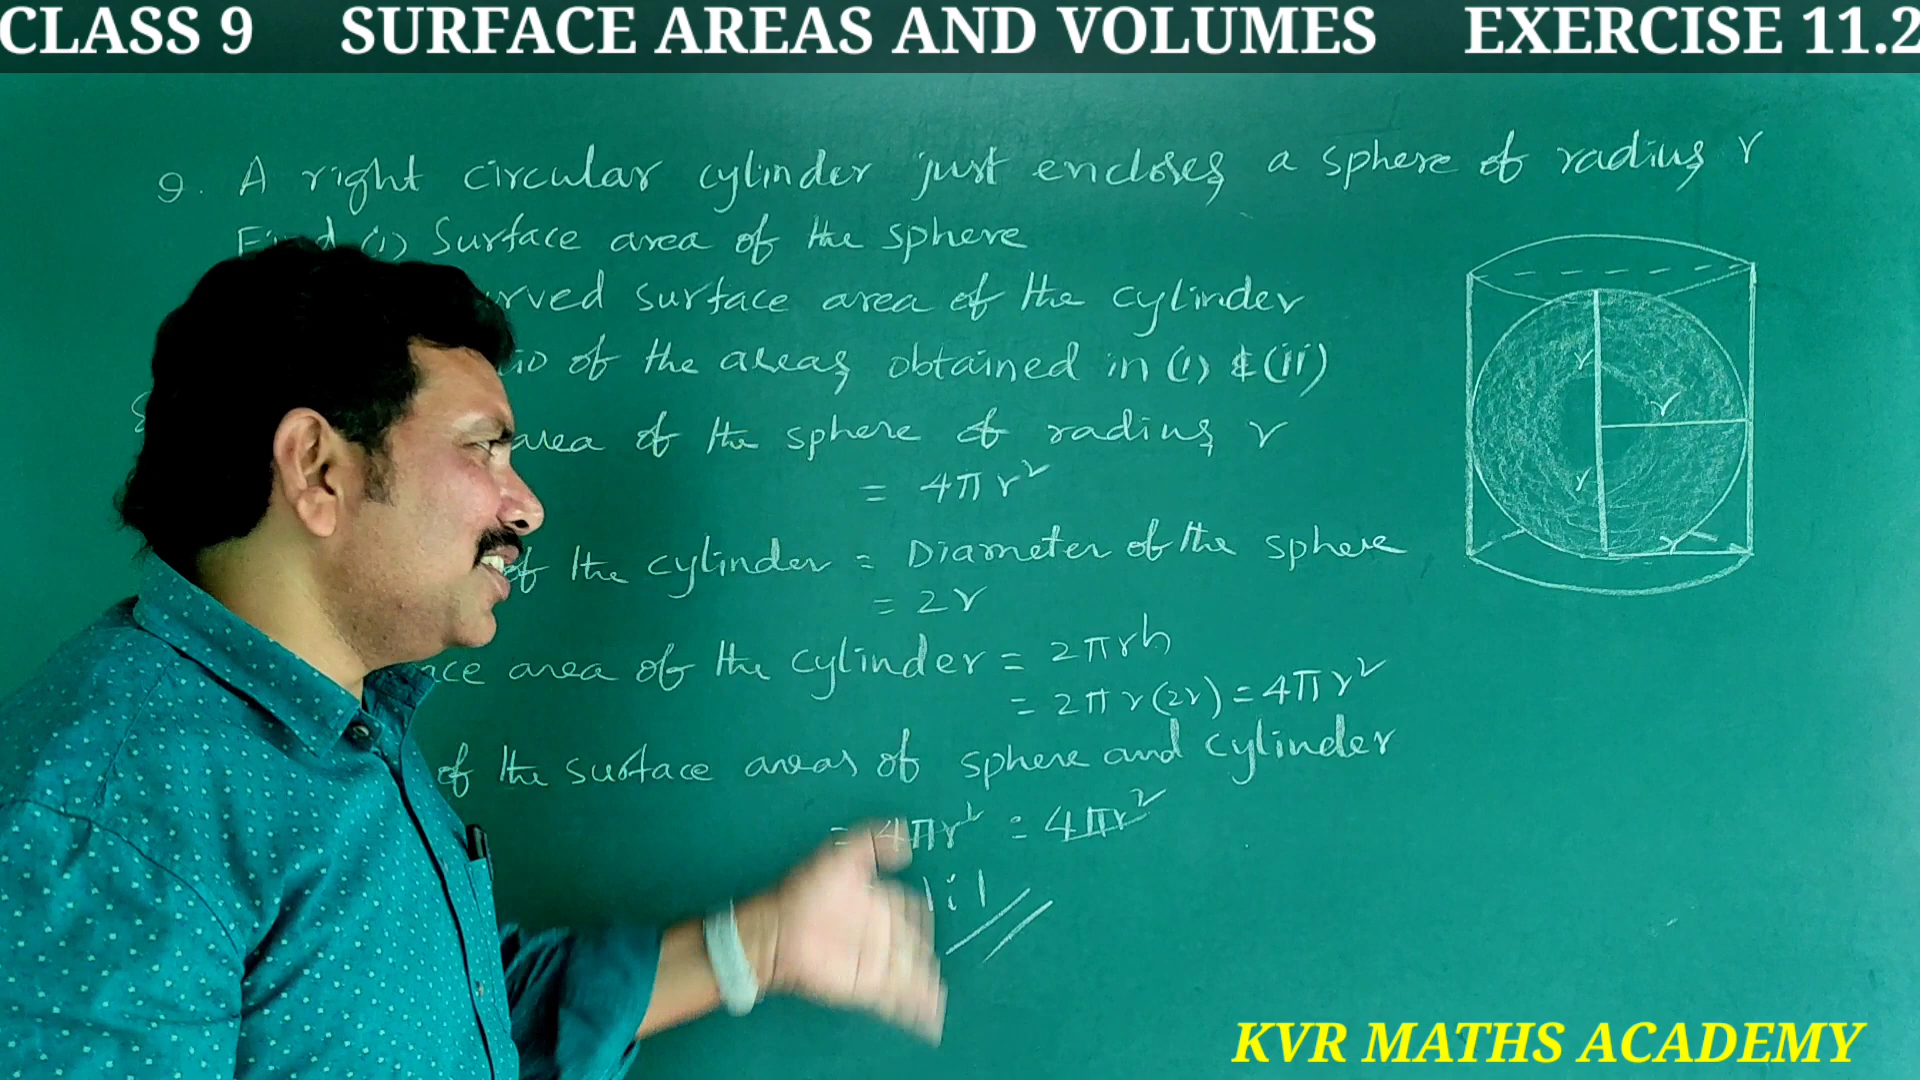 CLASS 9 SURFACE AREAS AND VOLUMES EXERCISE 11.2
9. A right circular cylinder just encloses a sphere of radius r
Find (i) Surface area of the sphere
rved surface area of the cylinder
io of the areas obtained in (i) & (ii)
area of the sphere of radius r
= 4πr²
of the cylinder = Diameter of the sphere
= 2r
ce area of the cylinder = 2πrh
= 2πr(2r) = 4πr²
of the surface areas of sphere and cylinder
= 4πr² : 4πr²
1:1
r
r
r
r
KVR MATHS ACADEMY